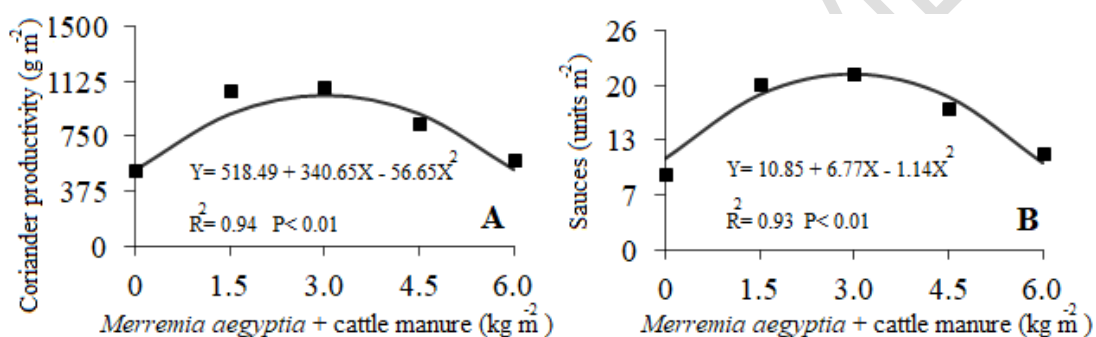 Coriander productivity (g m-2)
1500
1125
750
375
0
Y= 518.49 + 340.65X - 56.65X2
R2= 0.94 P< 0.01
A
0 1.5 3.0 4.5 6.0
Merremia aegyptia + cattle manure (kg m-2)
Sauces (units m-2)
26
20
13
7
0
Y= 10.85 + 6.77X - 1.14X2
R2= 0.93 P< 0.01
B
0 1.5 3.0 4.5 6.0
Merremia aegyptia + cattle manure (kg m-2)